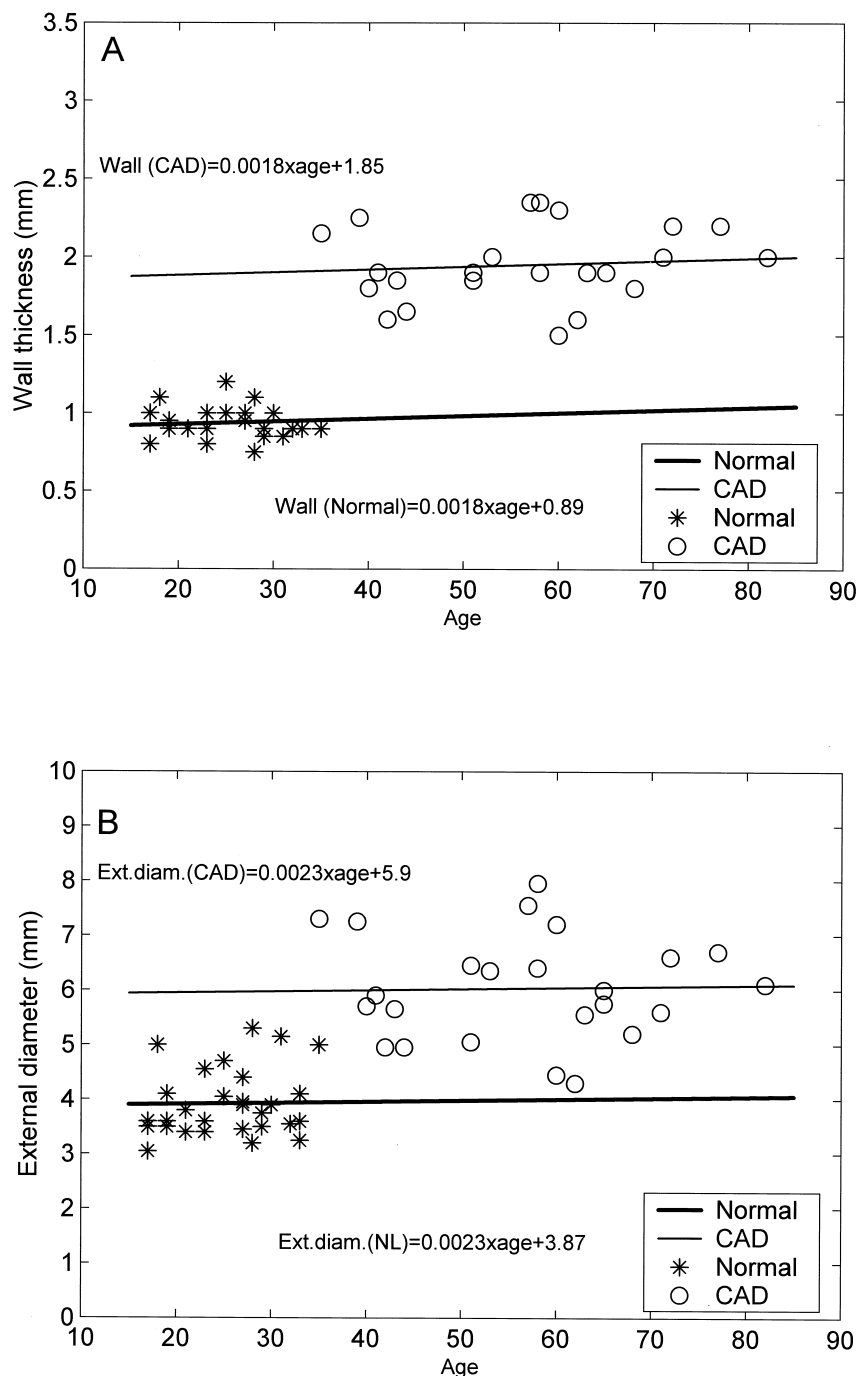 A
3.5
3
2.5
2
1.5
1
0.5
0
Wall thickness (mm)
Wall (CAD)=0.0018xage+1.85
Wall (Normal)=0.0018xage+0.89
Normal
CAD
Normal
CAD
10 20 30 40 50 60 70 80 90
Age
B
10
9
8
7
6
5
4
3
2
1
0
External diameter (mm)
Ext.diam.(CAD)=0.0023xage+5.9
Ext.diam.(NL)=0.0023xage+3.87
Normal
CAD
Normal
CAD
10 20 30 40 50 60 70 80 90
Age